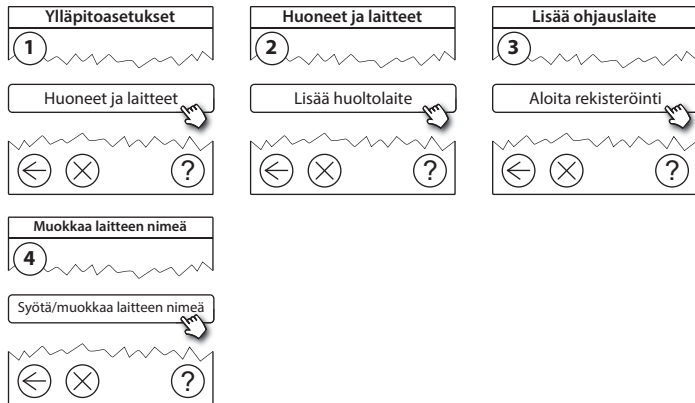 Ylläpitoasetukset
1
Huoneet ja laitteet
?
Huoneet ja laitteet
2
Lisää huoltolaite
?
Lisää ohjauslaite
3
Aloita rekisteröinti
?
Muokkaa laitteen nimeä
4
Syötä/muokkaa laitteen nimeä
?